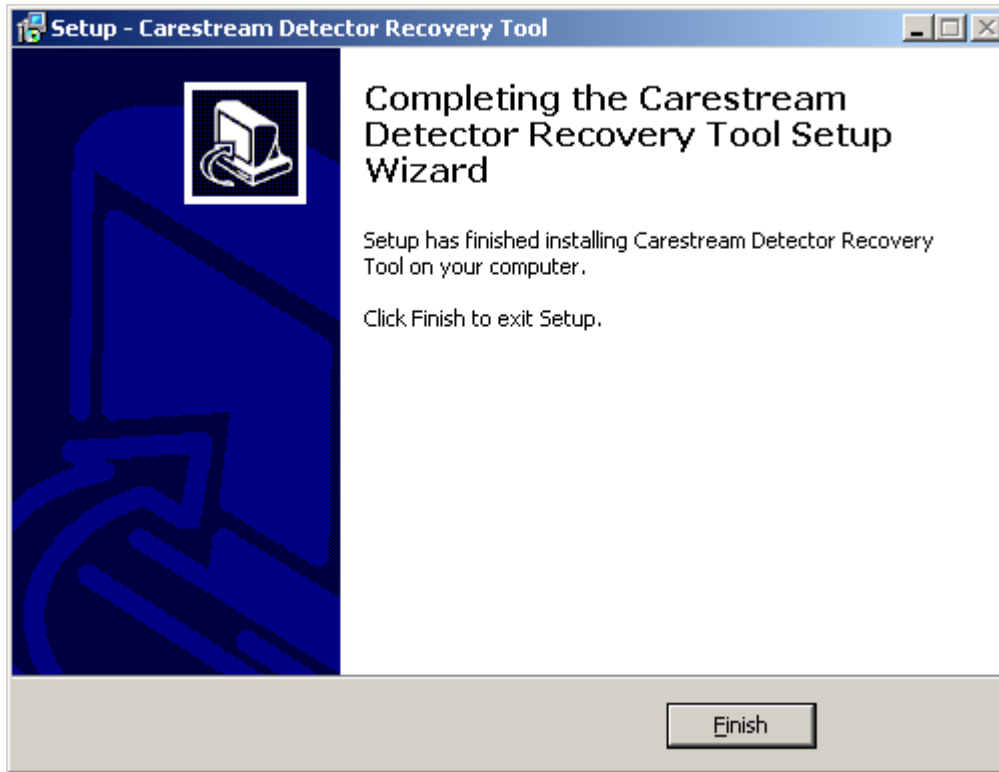 Setup - Carestream Detector Recovery Tool
Completing the Carestream
Detector Recovery Tool Setup
Wizard
Setup has finished installing Carestream Detector Recovery
Tool on your computer.
Click Finish to exit Setup.
Finish